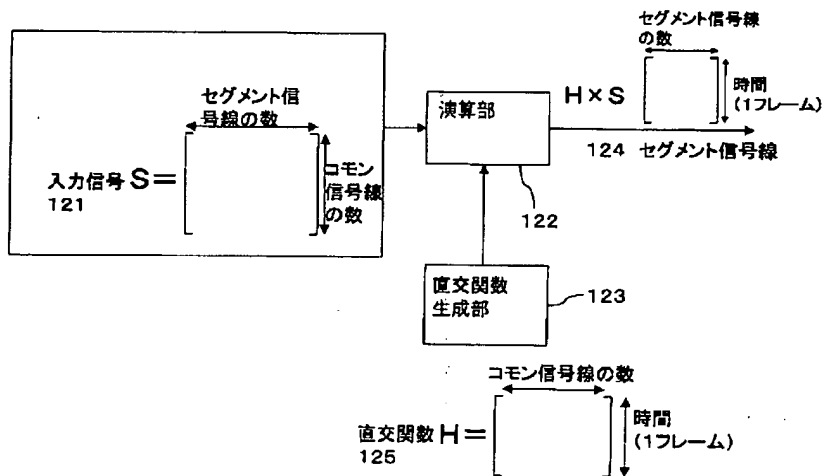 セグメント信
号線の数
入力信号 S=
121
コモン
信号線
の数
演算部
122
H×S
セグメント信号線
の数
時間
(1フレーム)
124 セグメント信号線
直交関数
生成部
123
コモン信号線の数
直交関数 H=
125
時間
(1フレーム)